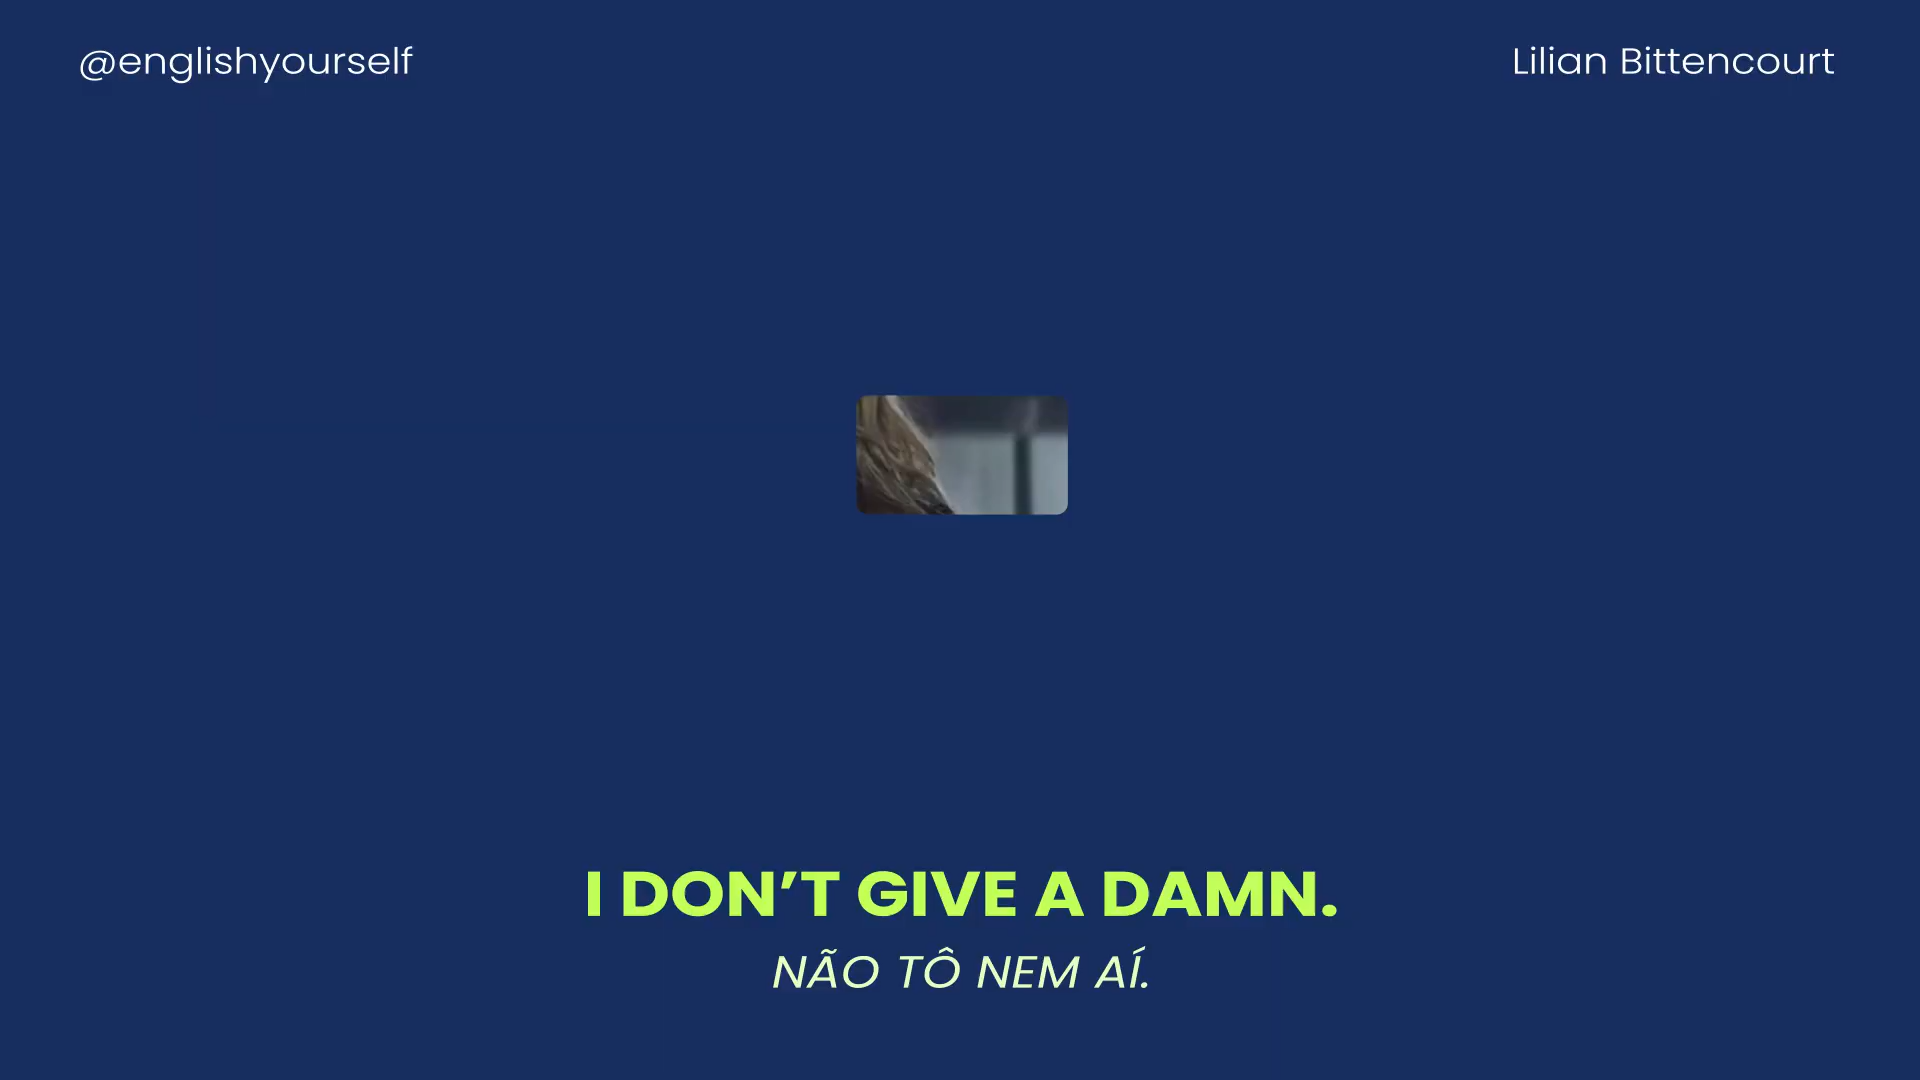 @englishyourself
Lilian Bittencourt
I DON’T GIVE A DAMN.
NÃO TÔ NEM AÍ.